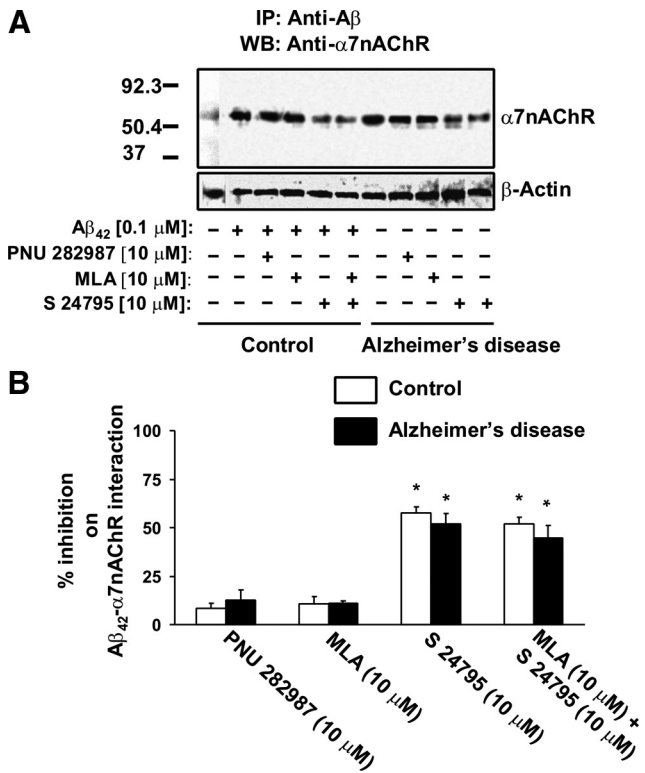 A
IP: Anti-Aβ
WB: Anti-α7nAChR
92.3
50.4
37
α7nAChR
β-Actin
Aβ42 [0.1 μM]: – + + + + + – – – – –
PNU 282987 [10 μM]: – – + – – – – + – – –
MLA [10 μM]: – – – + – + – – + – –
S 24795 [10 μM]: – – – – + + – – – + +
Control Alzheimer's disease
B
Control
Alzheimer's disease
% inhibition
on
Aβ42-α7nAChR interaction
100
75
50
25
0
* * * *
PNU 282987 (10 μM)
MLA (10 μM)
S 24795 (10 μM)
MLA (10 μM) +
S 24795 (10 μM)